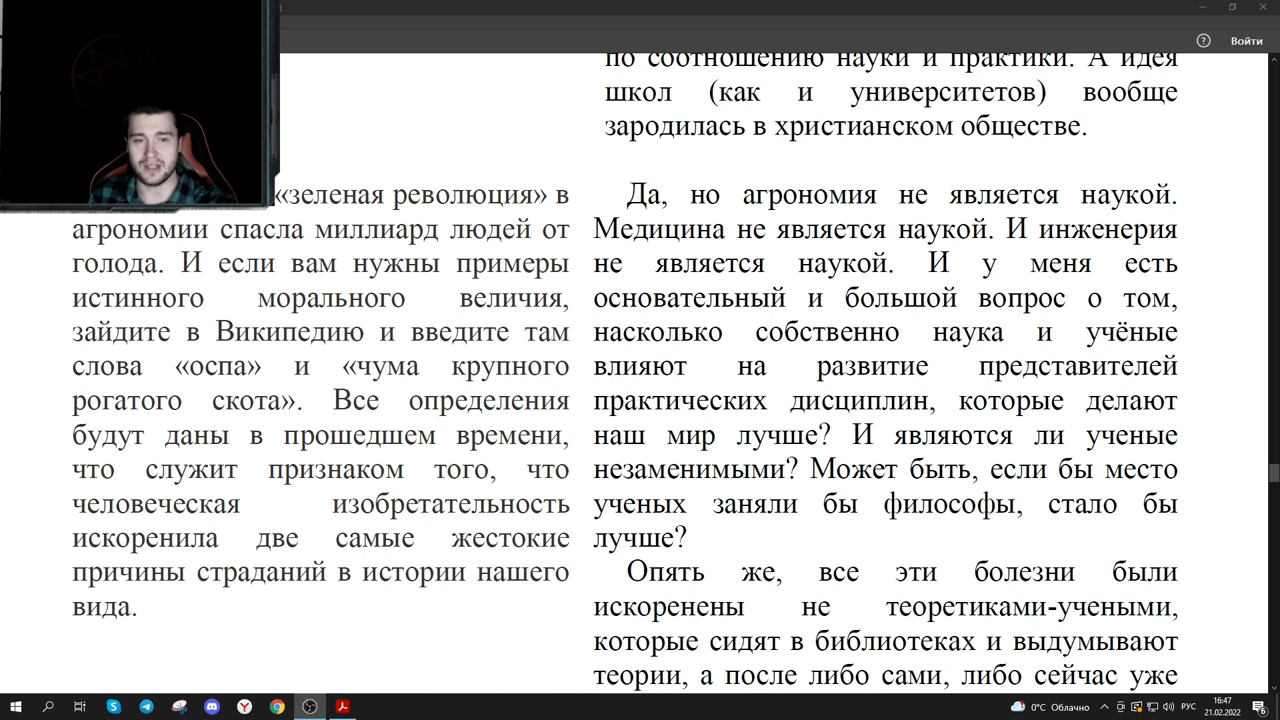 Войти
по соотношению науки и практики. А идея
школ (как и университетов) вообще
зародилась в христианском обществе.
«зеленая революция» в
агрономии спасла миллиард людей от
голода. И если вам нужны примеры
истинного морального величия,
зайдите в Википедию и введите там
слова «оспа» и «чума крупного
рогатого скота». Все определения
будут даны в прошедшем времени,
что служит признаком того, что
человеческая изобретательность
искоренила две самые жестокие
причины страданий в истории нашего
вида.
Да, но агрономия не является наукой.
Медицина не является наукой. И инженерия
не является наукой. И у меня есть
основательный и большой вопрос о том,
насколько собственно наука и учёные
влияют на развитие представителей
практических дисциплин, которые делают
наш мир лучше? И являются ли ученые
незаменимыми? Может быть, если бы место
ученых заняли бы философы, стало бы
лучше?
Опять же, все эти болезни были
искоренены не теоретиками-учеными,
которые сидят в библиотеках и выдумывают
теории, а после либо сами, либо сейчас уже
0°C Облачно
РУС
16:47
21.02.2022
6